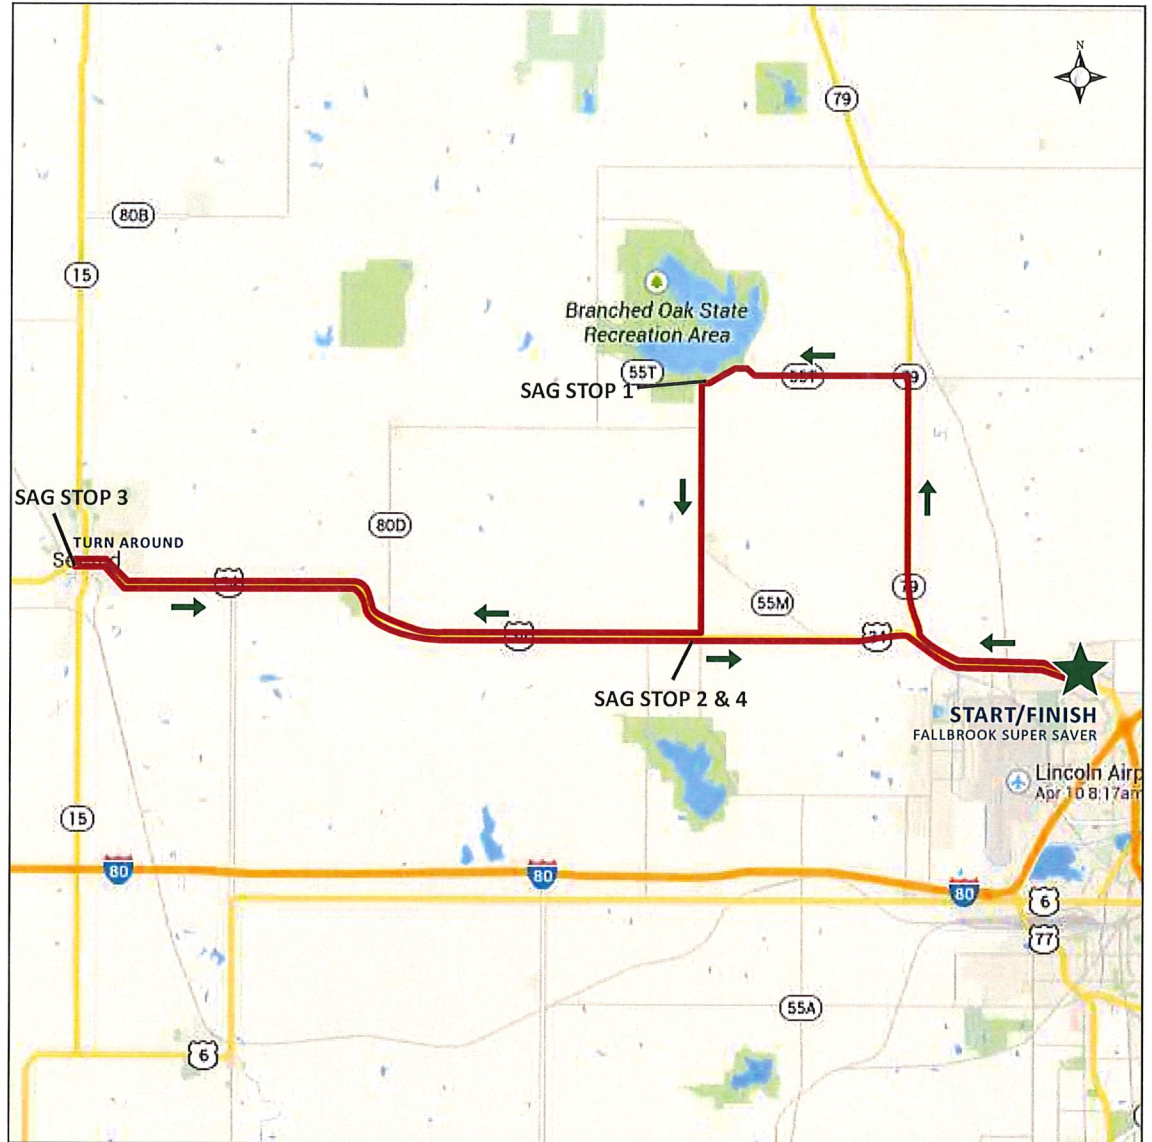 N
79
80B
15
Branched Oak State
Recreation Area
55T
79
SAG STOP 1
SAG STOP 3
80D
TURN AROUND
79
55M
34
SAG STOP 2 & 4
START/FINISH
FALLBROOK SUPER SAVER
Lincoln Airp
Apr 10 8:17am
15
80
80
80
6
77
55A
6